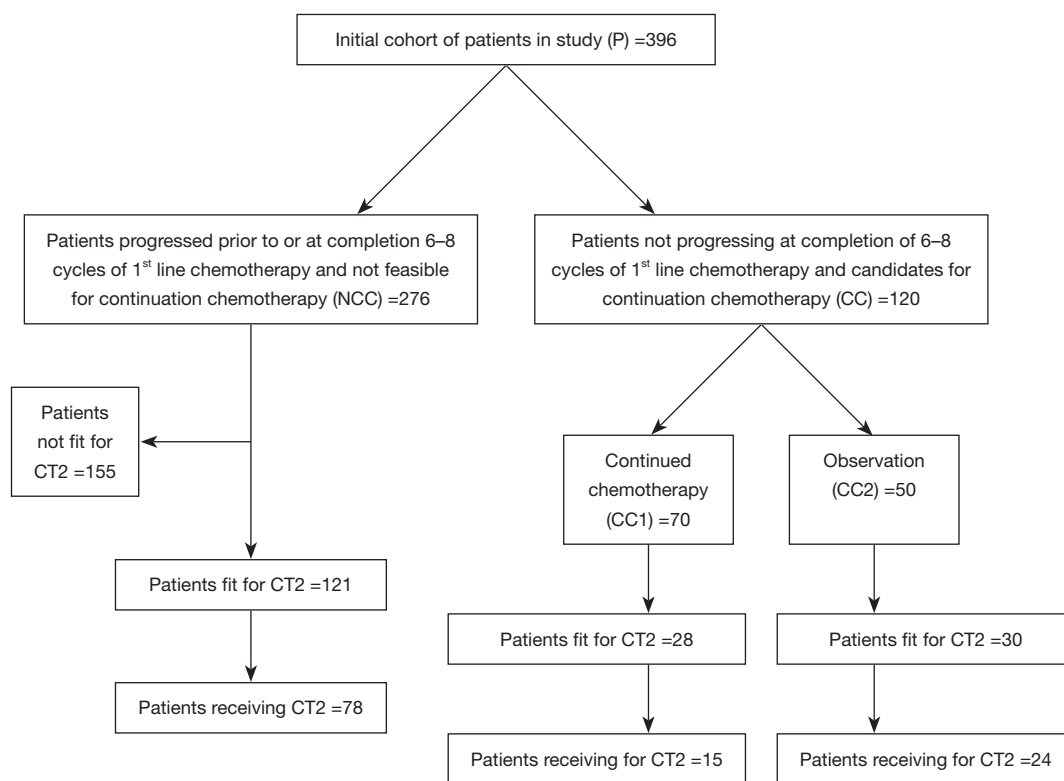 Initial cohort of patients in study (P) =396
Patients progressed prior to or at completion 6–8
cycles of 1st line chemotherapy and not feasible
for continuation chemotherapy (NCC) =276
Patients not progressing at completion of 6–8
cycles of 1st line chemotherapy and candidates for
continuation chemotherapy (CC) =120
Patients
not fit for
CT2 =155
Continued
chemotherapy
(CC1) =70
Observation
(CC2) =50
Patients fit for CT2 =121
Patients fit for CT2 =28
Patients fit for CT2 =30
Patients receiving CT2 =78
Patients receiving for CT2 =15
Patients receiving for CT2 =24